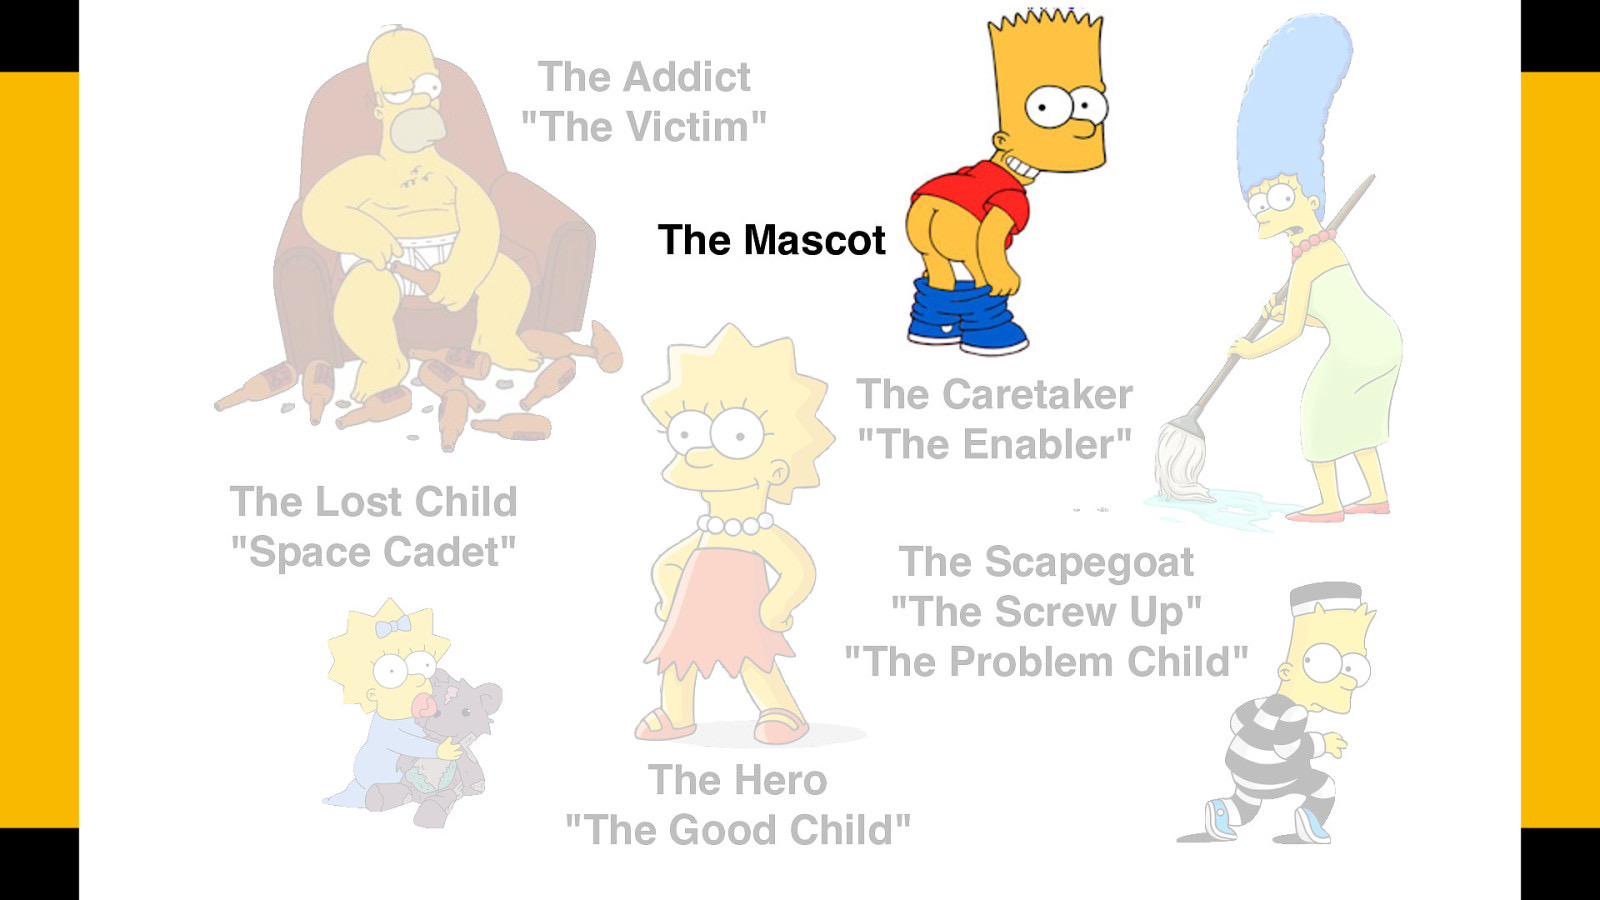 The Addict
"The Victim"
The Mascot
The Caretaker
"The Enabler"
The Lost Child
"Space Cadet"
The Scapegoat
"The Screw Up"
"The Problem Child"
The Hero
"The Good Child"